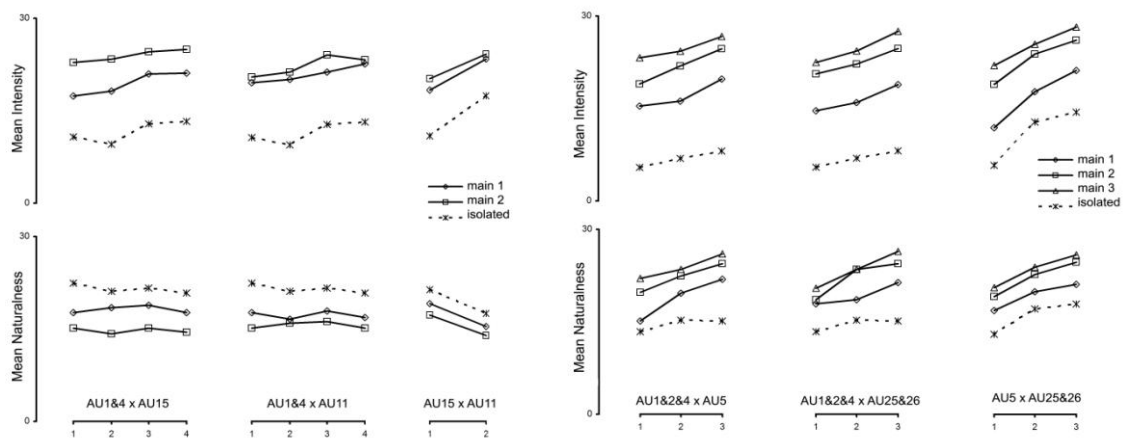 30
Mean Intensity
0
main 1
main 2
isolated
30
Mean Naturalness
0
AU1&4 x AU15
AU1&4 x AU11
AU15 x AU11
1 2 3 4
1 2 3 4
1 2
30
Mean Intensity
0
main 1
main 2
main 3
isolated
30
Mean Naturalness
0
AU1&2&4 x AU5
AU1&2&4 x AU25&26
AU5 x AU25&26
1 2 3
1 2 3
1 2 3